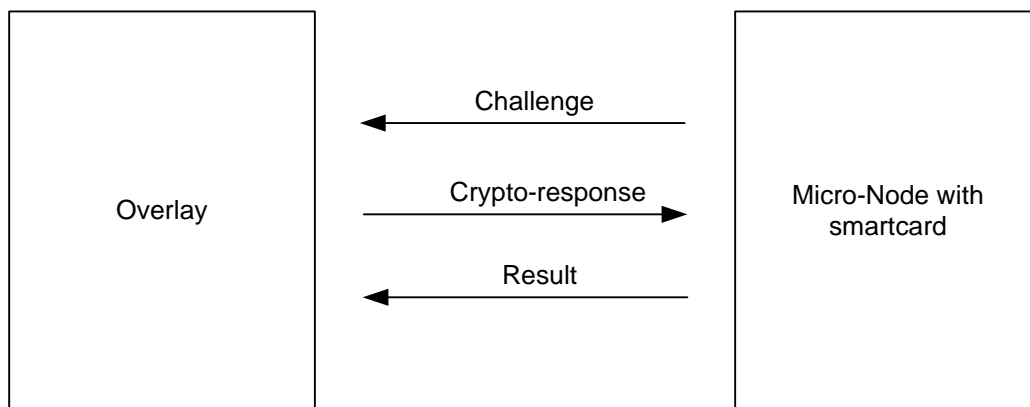 Challenge
Overlay
Crypto-response
Micro-Node with
smartcard
Result